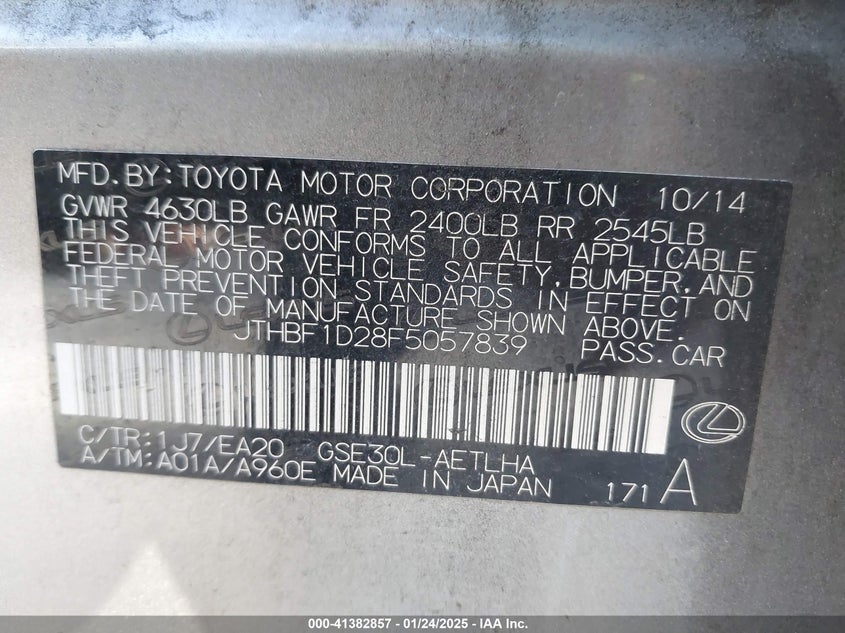 MFD.BY:TOYOTA MOTOR CORPORATION 10/14
GVWR 4630LB GAWR FR 2400LB RR 2545LB
THIS VEHICLE CONFORMS TO ALL APPLICABLE
FEDERAL MOTOR VEHICLE SAFETY,BUMPER,AND
THEFT PREVENTION STANDARDS IN EFFECT ON
THE DATE OF MANUFACTURE SHOWN ABOVE.
JTHBF1D28F5057839 PASS.CAR
C/TR:1J7/EA20 GSE30L-AETLHA
A/TM:A01A/A960E MADE IN JAPAN 171 A
000-41382857 - 01/24/2025 - IAA Inc.